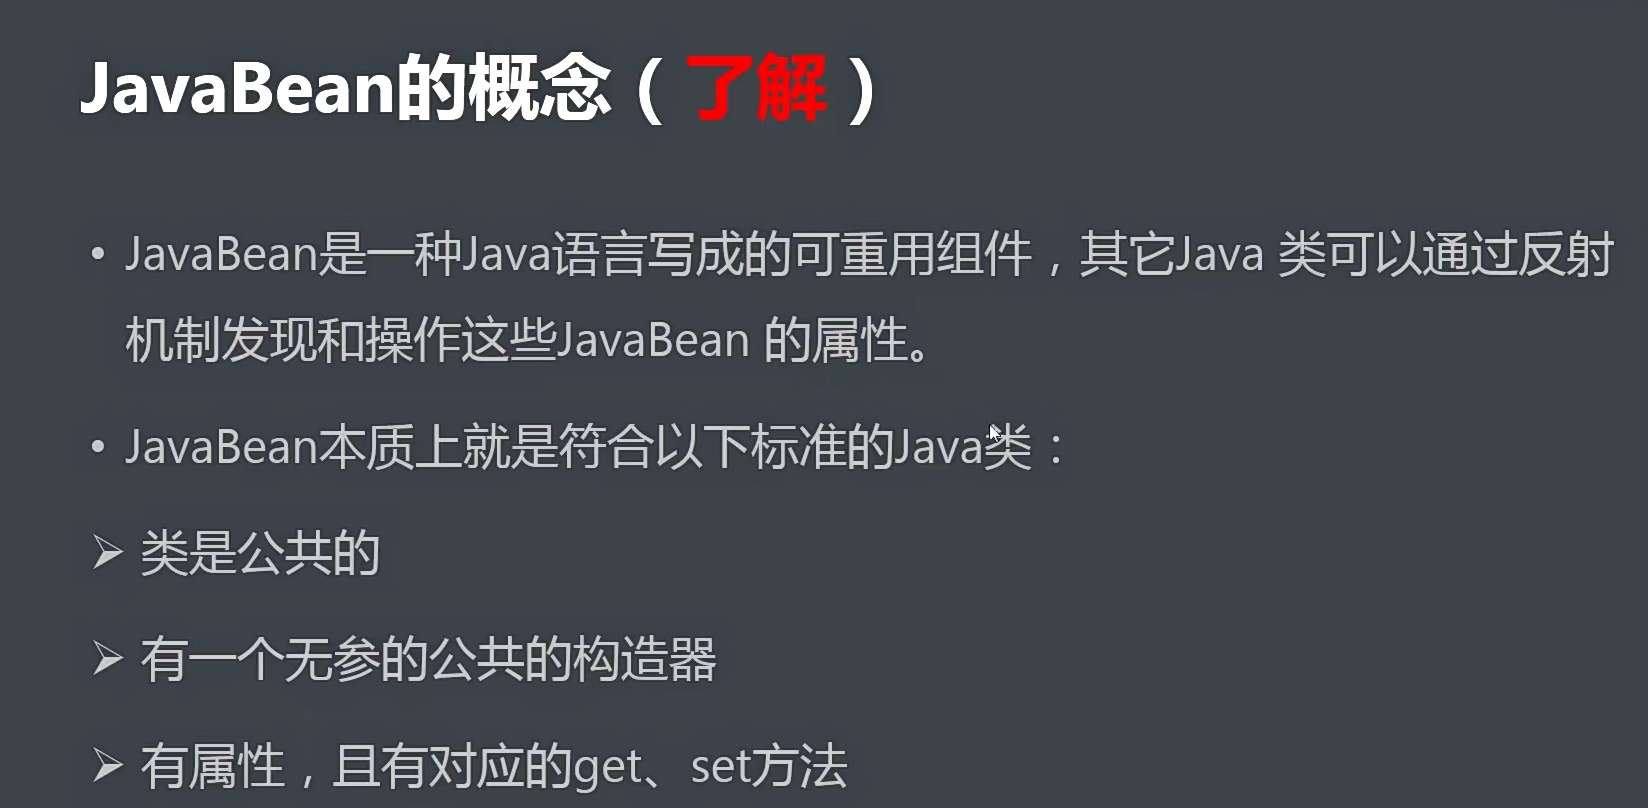 JavaBean的概念（了解）
• JavaBean是一种Java语言写成的可重用组件，其它Java 类可以通过反射
机制发现和操作这些JavaBean 的属性。
• JavaBean本质上就是符合以下标准的Java类：
➢ 类是公共的
➢ 有一个无参的公共的构造器
➢ 有属性，且有对应的get、set方法